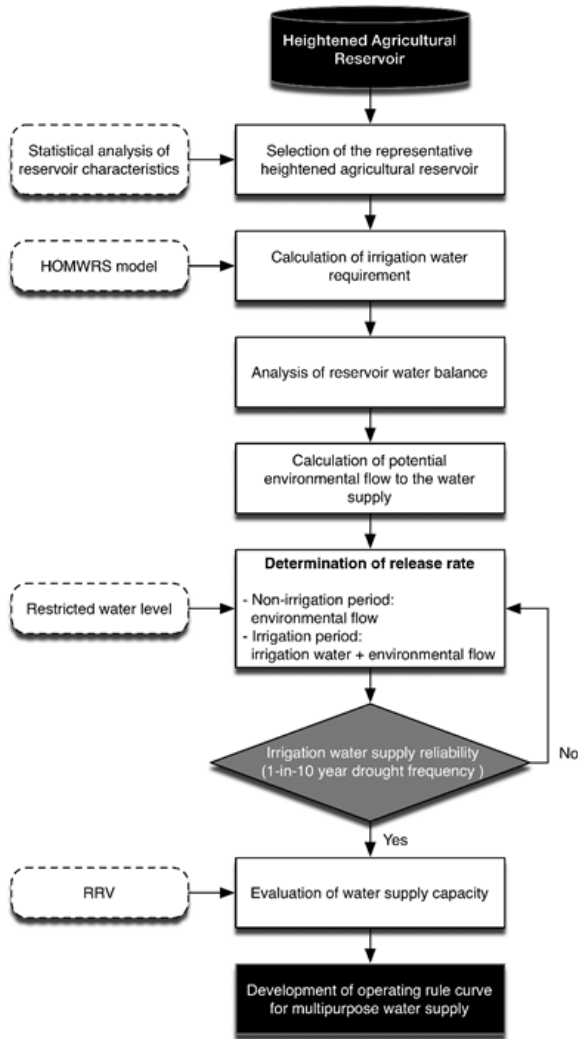 Heightened Agricultural
Reservoir
Statistical analysis of
reservoir characteristics
Selection of the representative
heightened agricultural reservoir
HOMWRS model
Calculation of irrigation water
requirement
Analysis of reservoir water balance
Calculation of potential
environmental flow to the water
supply
Restricted water level
Determination of release rate
- Non-irrigation period:
environmental flow
- Irrigation period:
irrigation water + environmental flow
Irrigation water supply reliability
(1-in-10 year drought frequency )
No
Yes
RRV
Evaluation of water supply capacity
Development of operating rule curve
for multipurpose water supply